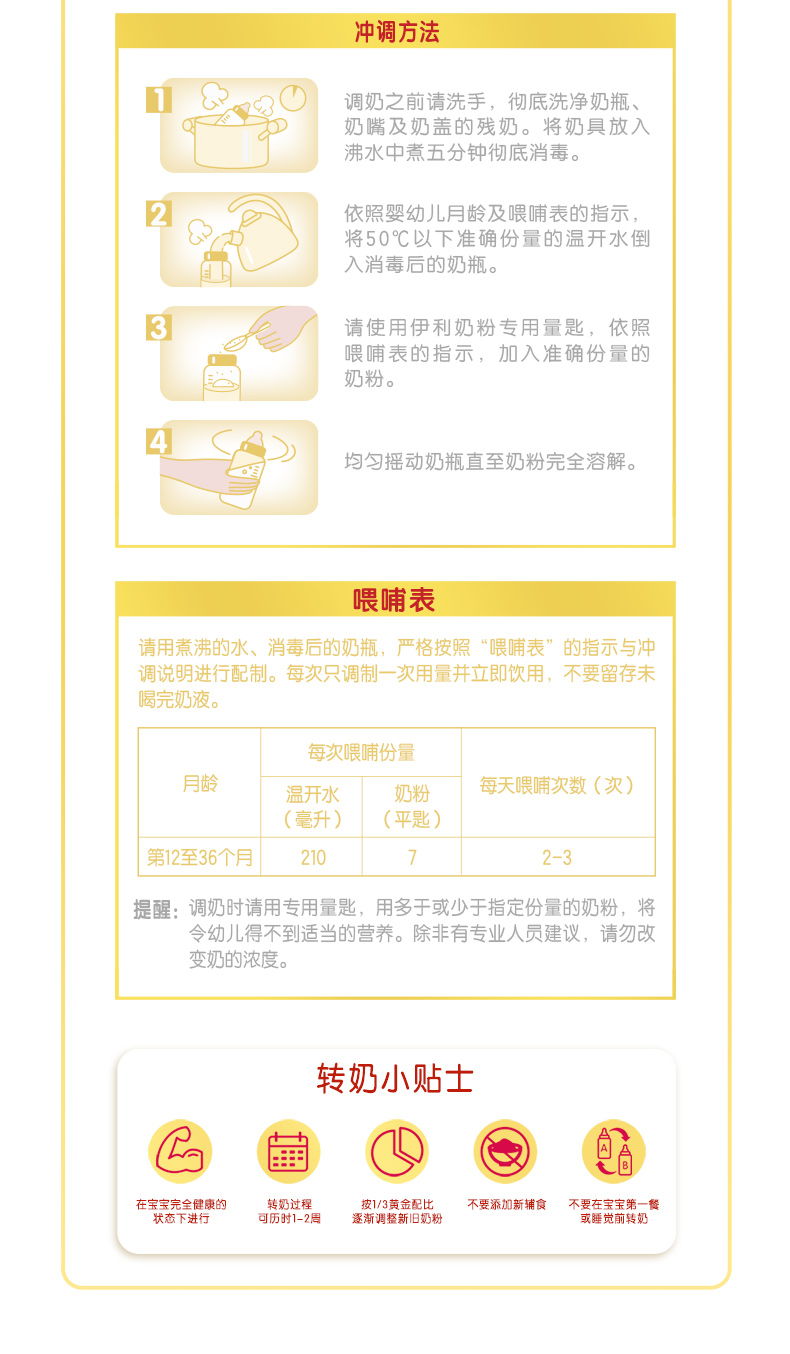 冲调方法
1
调奶之前请洗手，彻底洗净奶瓶、
奶嘴及奶盖的残奶。将奶具放入
沸水中煮五分钟彻底消毒。
2
依照婴幼儿月龄及喂哺表的指示，
将50℃以下准确份量的温开水倒
入消毒后的奶瓶。
3
请使用伊利奶粉专用量匙，依照
喂哺表的指示，加入准确份量的
奶粉。
4
均匀摇动奶瓶直至奶粉完全溶解。
喂哺表
请用煮沸的水、消毒后的奶瓶，严格按照“喂哺表”的指示与冲
调说明进行配制。每次只调制一次用量并立即饮用，不要留存未
喝完奶液。
月龄
每次喂哺份量
每天喂哺次数（次）
温开水
（毫升）
奶粉
（平匙）
第12至36个月
210
7
2-3
提醒：调奶时请用专用量匙，用多于或少于指定份量的奶粉，将
令幼儿得不到适当的营养。除非有专业人员建议，请勿改
变奶的浓度。
转奶小贴士
A
B
在宝宝完全健康的
状态下进行
转奶过程
可历时1-2周
按1/3黄金配比
逐渐调整新旧奶粉
不要添加新辅食
不要在宝宝第一餐
或睡觉前转奶